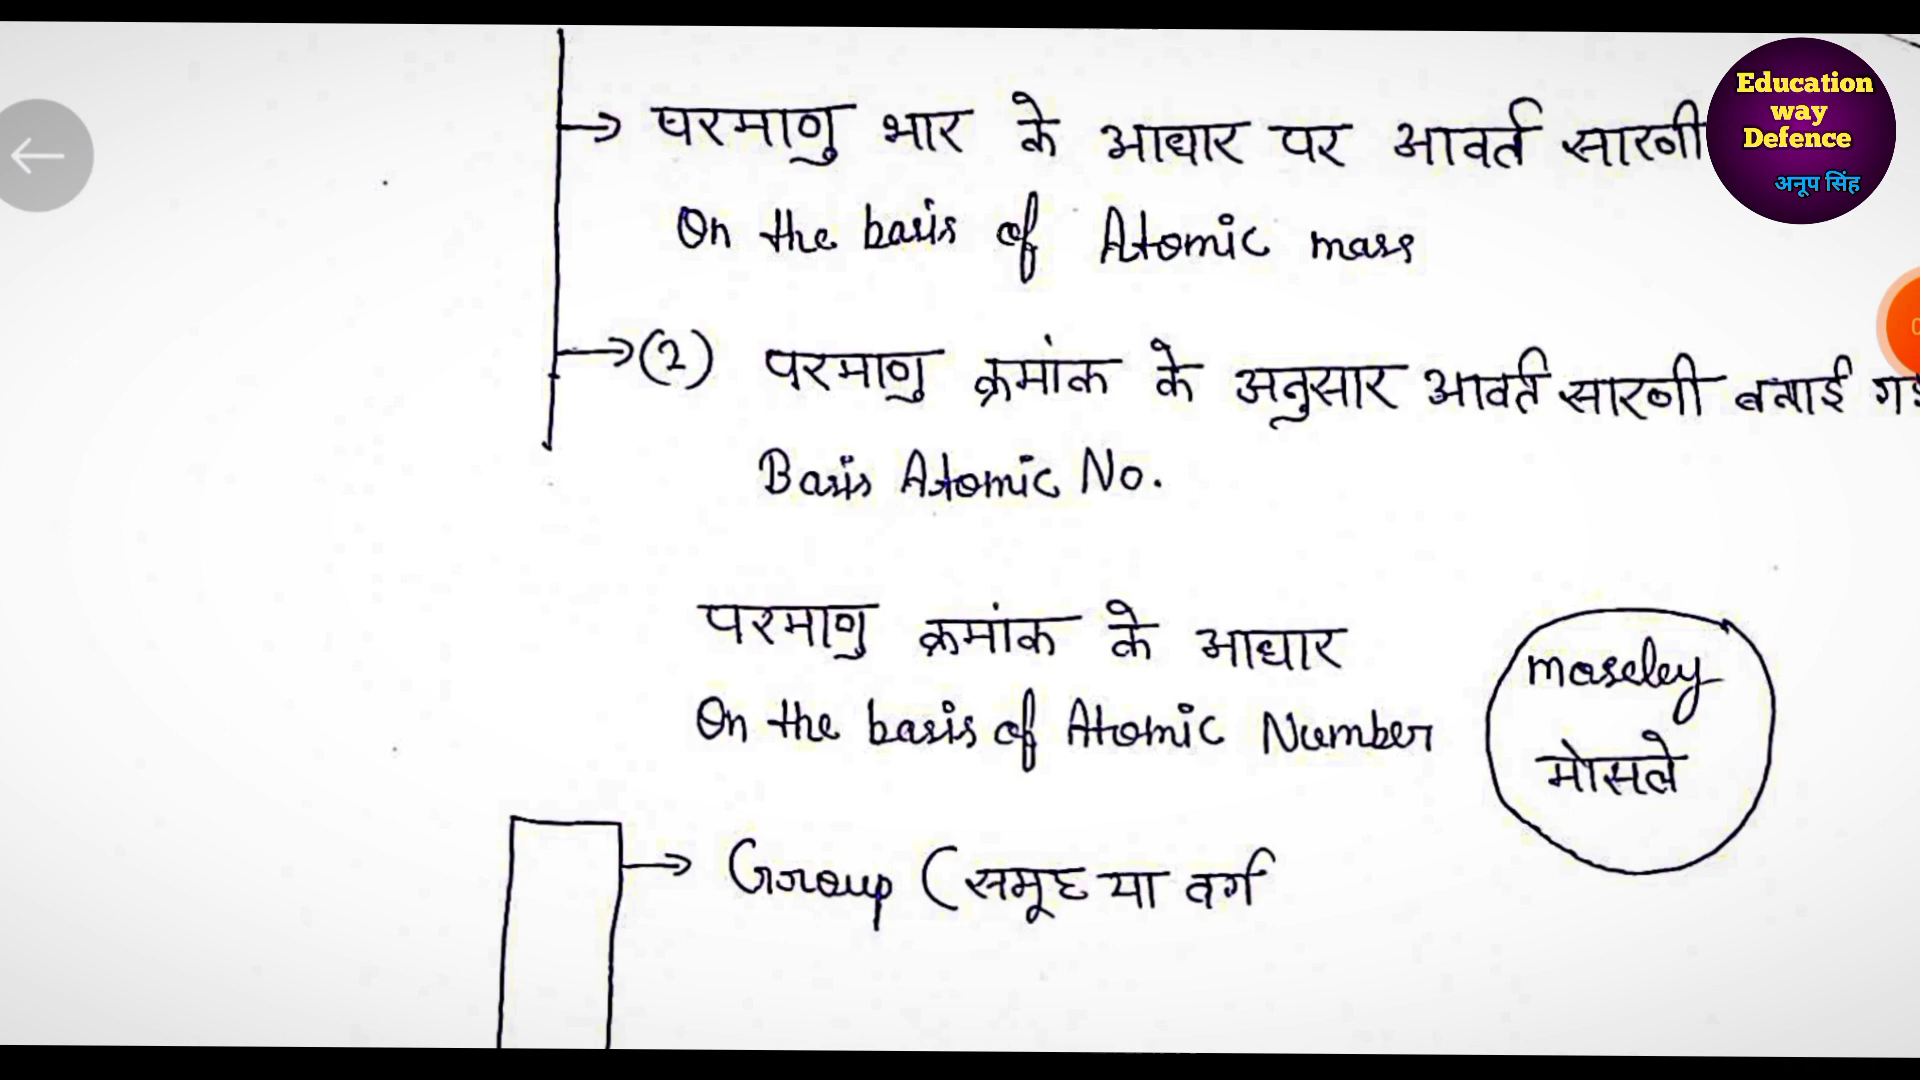 परमाणु भार के आधार पर आवर्त सारणी
On the basis of Atomic mass
(2) परमाणु क्रमांक के अनुसार आवर्त सारणी बनाई
Basis Atomic No.
परमाणु क्रमांक के आधार
On the basis of Atomic Number
moseley
मोसले
Group (समूह या वर्ग
Education
way
Defence
अनूप सिंह